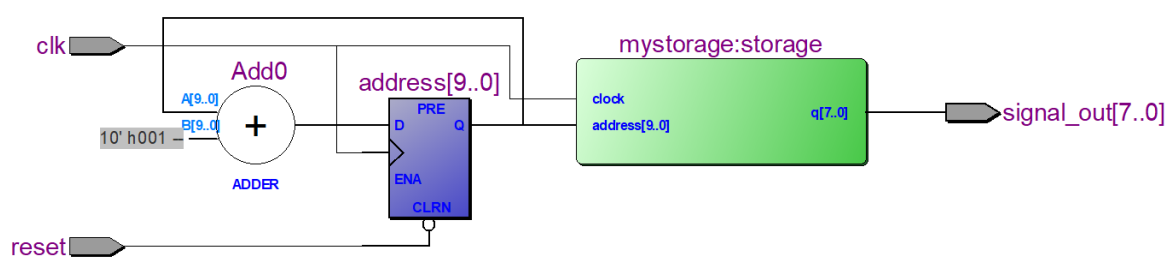 clk
Add0
A[9..0]
B[9..0]
10' h001
+
ADDER
address[9..0]
PRE
D
Q
ENA
CLRN
reset
mystorage:storage
clock
address[9..0]
q[7..0]
signal_out[7..0]